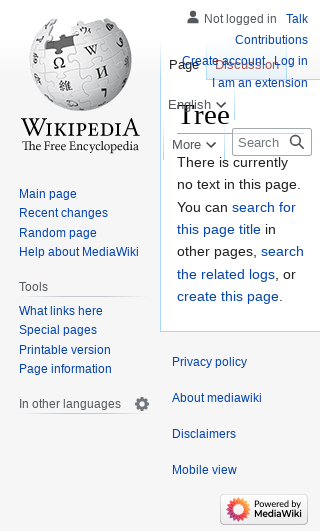 Not logged in Talk
Contributions
Create account Log in
I am an extension
Page Discussion
English
Tree
More
Search
WIKIPEDIA
The Free Encyclopedia
Main page
Recent changes
Random page
Help about MediaWiki
Tools
What links here
Special pages
Printable version
Page information
In other languages
There is currently
no text in this page.
You can search for
this page title in
other pages, search
the related logs, or
create this page.
Privacy policy
About mediawiki
Disclaimers
Mobile view
Powered by
MediaWiki